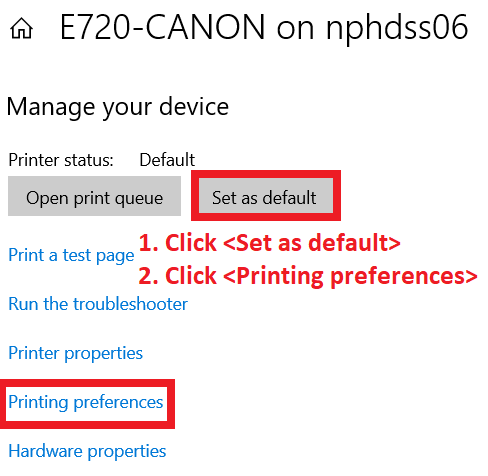 E720-CANON on nphdss06
Manage your device
Printer status: Default
Open print queue Set as default
1. Click <Set as default>
Print a test page
2. Click <Printing preferences>
Run the troubleshooter
Printer properties
Printing preferences
Hardware properties